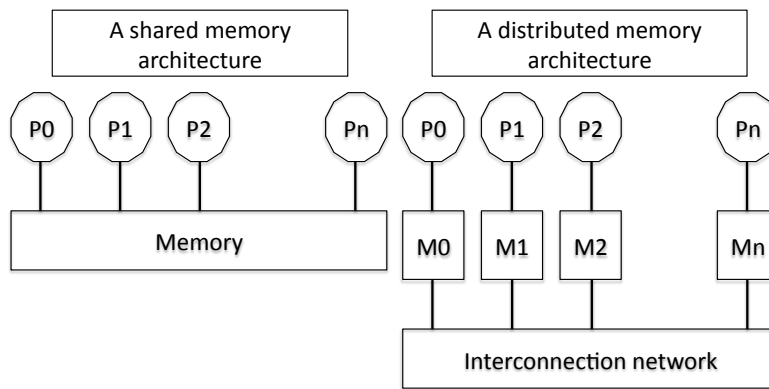 A shared memory
architecture
A distributed memory
architecture
P0 P1 P2 Pn P0 P1 P2 Pn
Memory
M0 M1 M2 Mn
Interconnection network